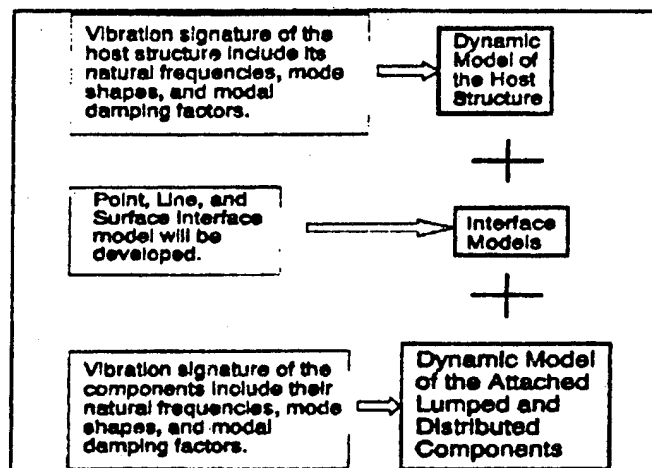 Vibration signature of the
host structure include its
natural frequencies, mode
shapes, and modal
damping factors.
Dynamic
Model of
the Host
Structure
Point, Line, and
Surface Interface
model will be
developed.
Interface
Models
Vibration signature of the
components include their
natural frequencies, mode
shapes, and modal
damping factors.
Dynamic Model
of the Attached
Lumped and
Distributed
Components